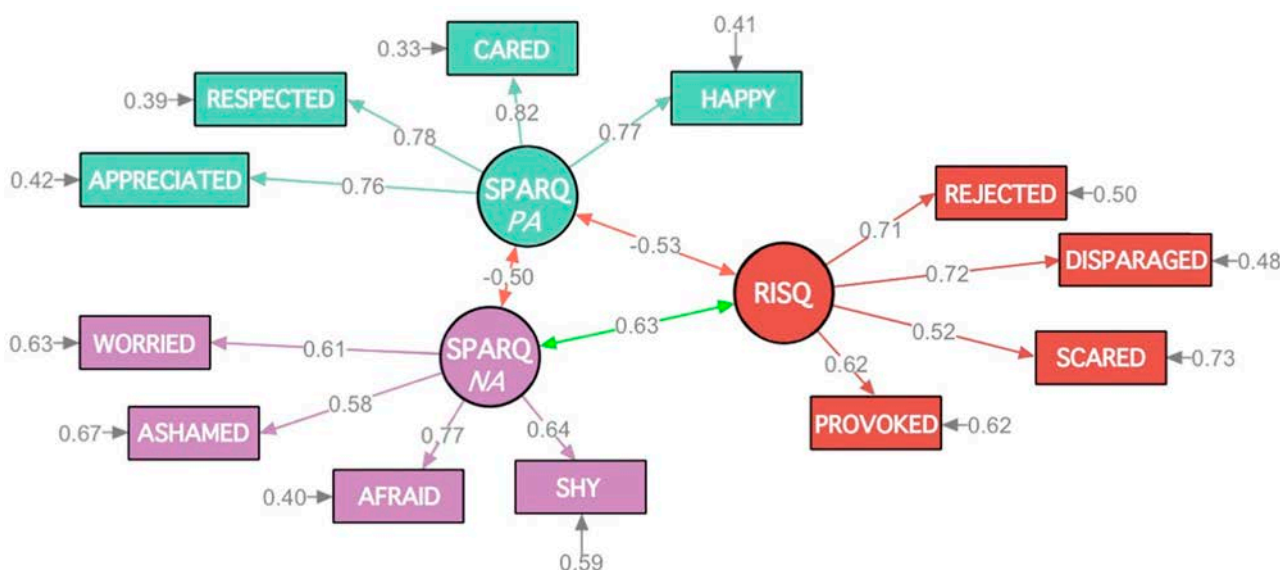 0.41
0.33
CARED
HAPPY
0.39
RESPECTED
0.82
0.77
0.78
0.42
APPRECIATED
0.76
SPARQ
PA
REJECTED
0.50
0.71
-0.53
DISPARAGED
0.48
0.72
-0.50
RISQ
0.63
WORRIED
0.61
SPARQ
NA
0.63
0.52
SCARED
0.73
0.62
0.58
0.67
ASHAMED
0.77
0.64
PROVOKED
0.62
0.40
AFRAID
SHY
0.59